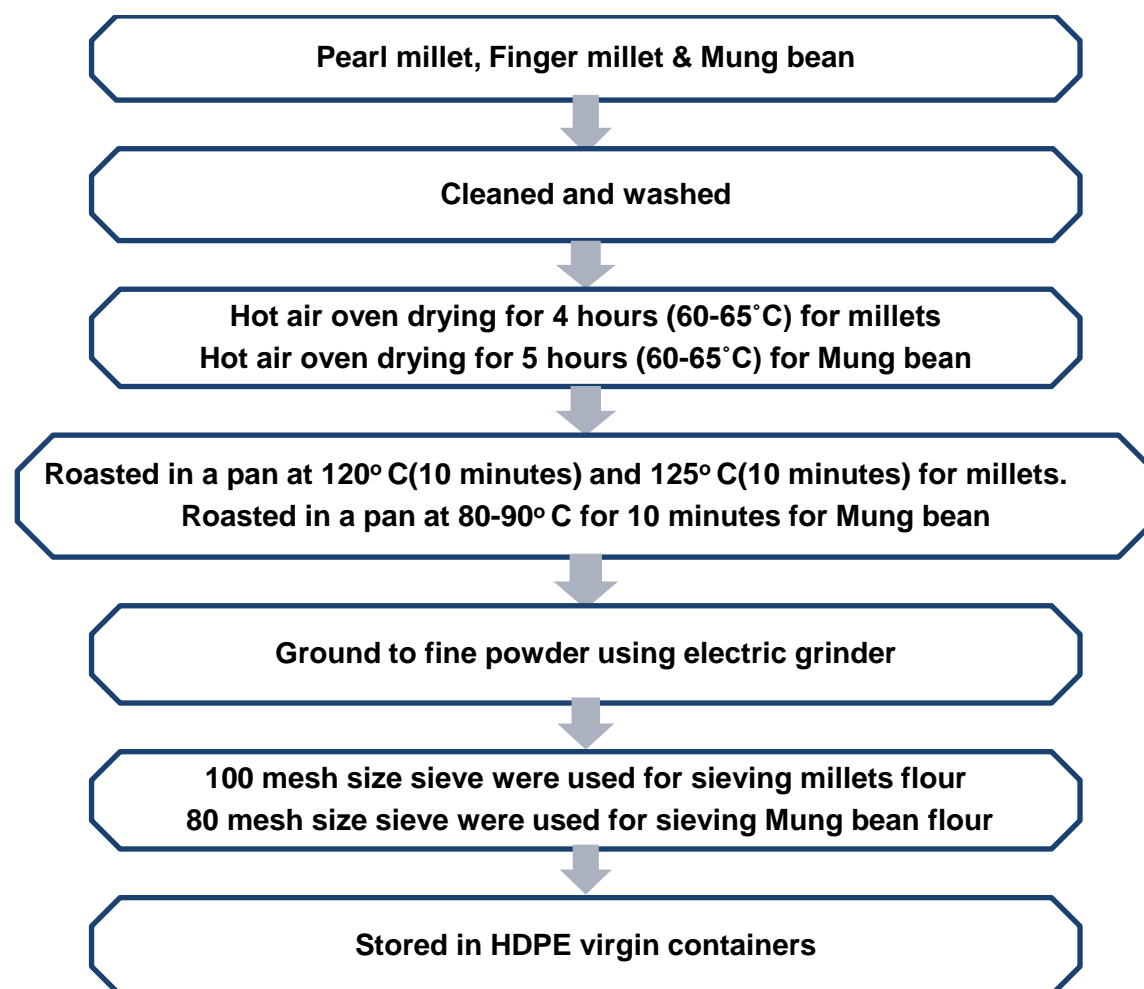 Pearl millet, Finger millet & Mung bean
Cleaned and washed
Hot air oven drying for 4 hours (60-65˚C) for millets
Hot air oven drying for 5 hours (60-65˚C) for Mung bean
Roasted in a pan at 120º C(10 minutes) and 125º C(10 minutes) for millets.
Roasted in a pan at 80-90º C for 10 minutes for Mung bean
Ground to fine powder using electric grinder
100 mesh size sieve were used for sieving millets flour
80 mesh size sieve were used for sieving Mung bean flour
Stored in HDPE virgin containers